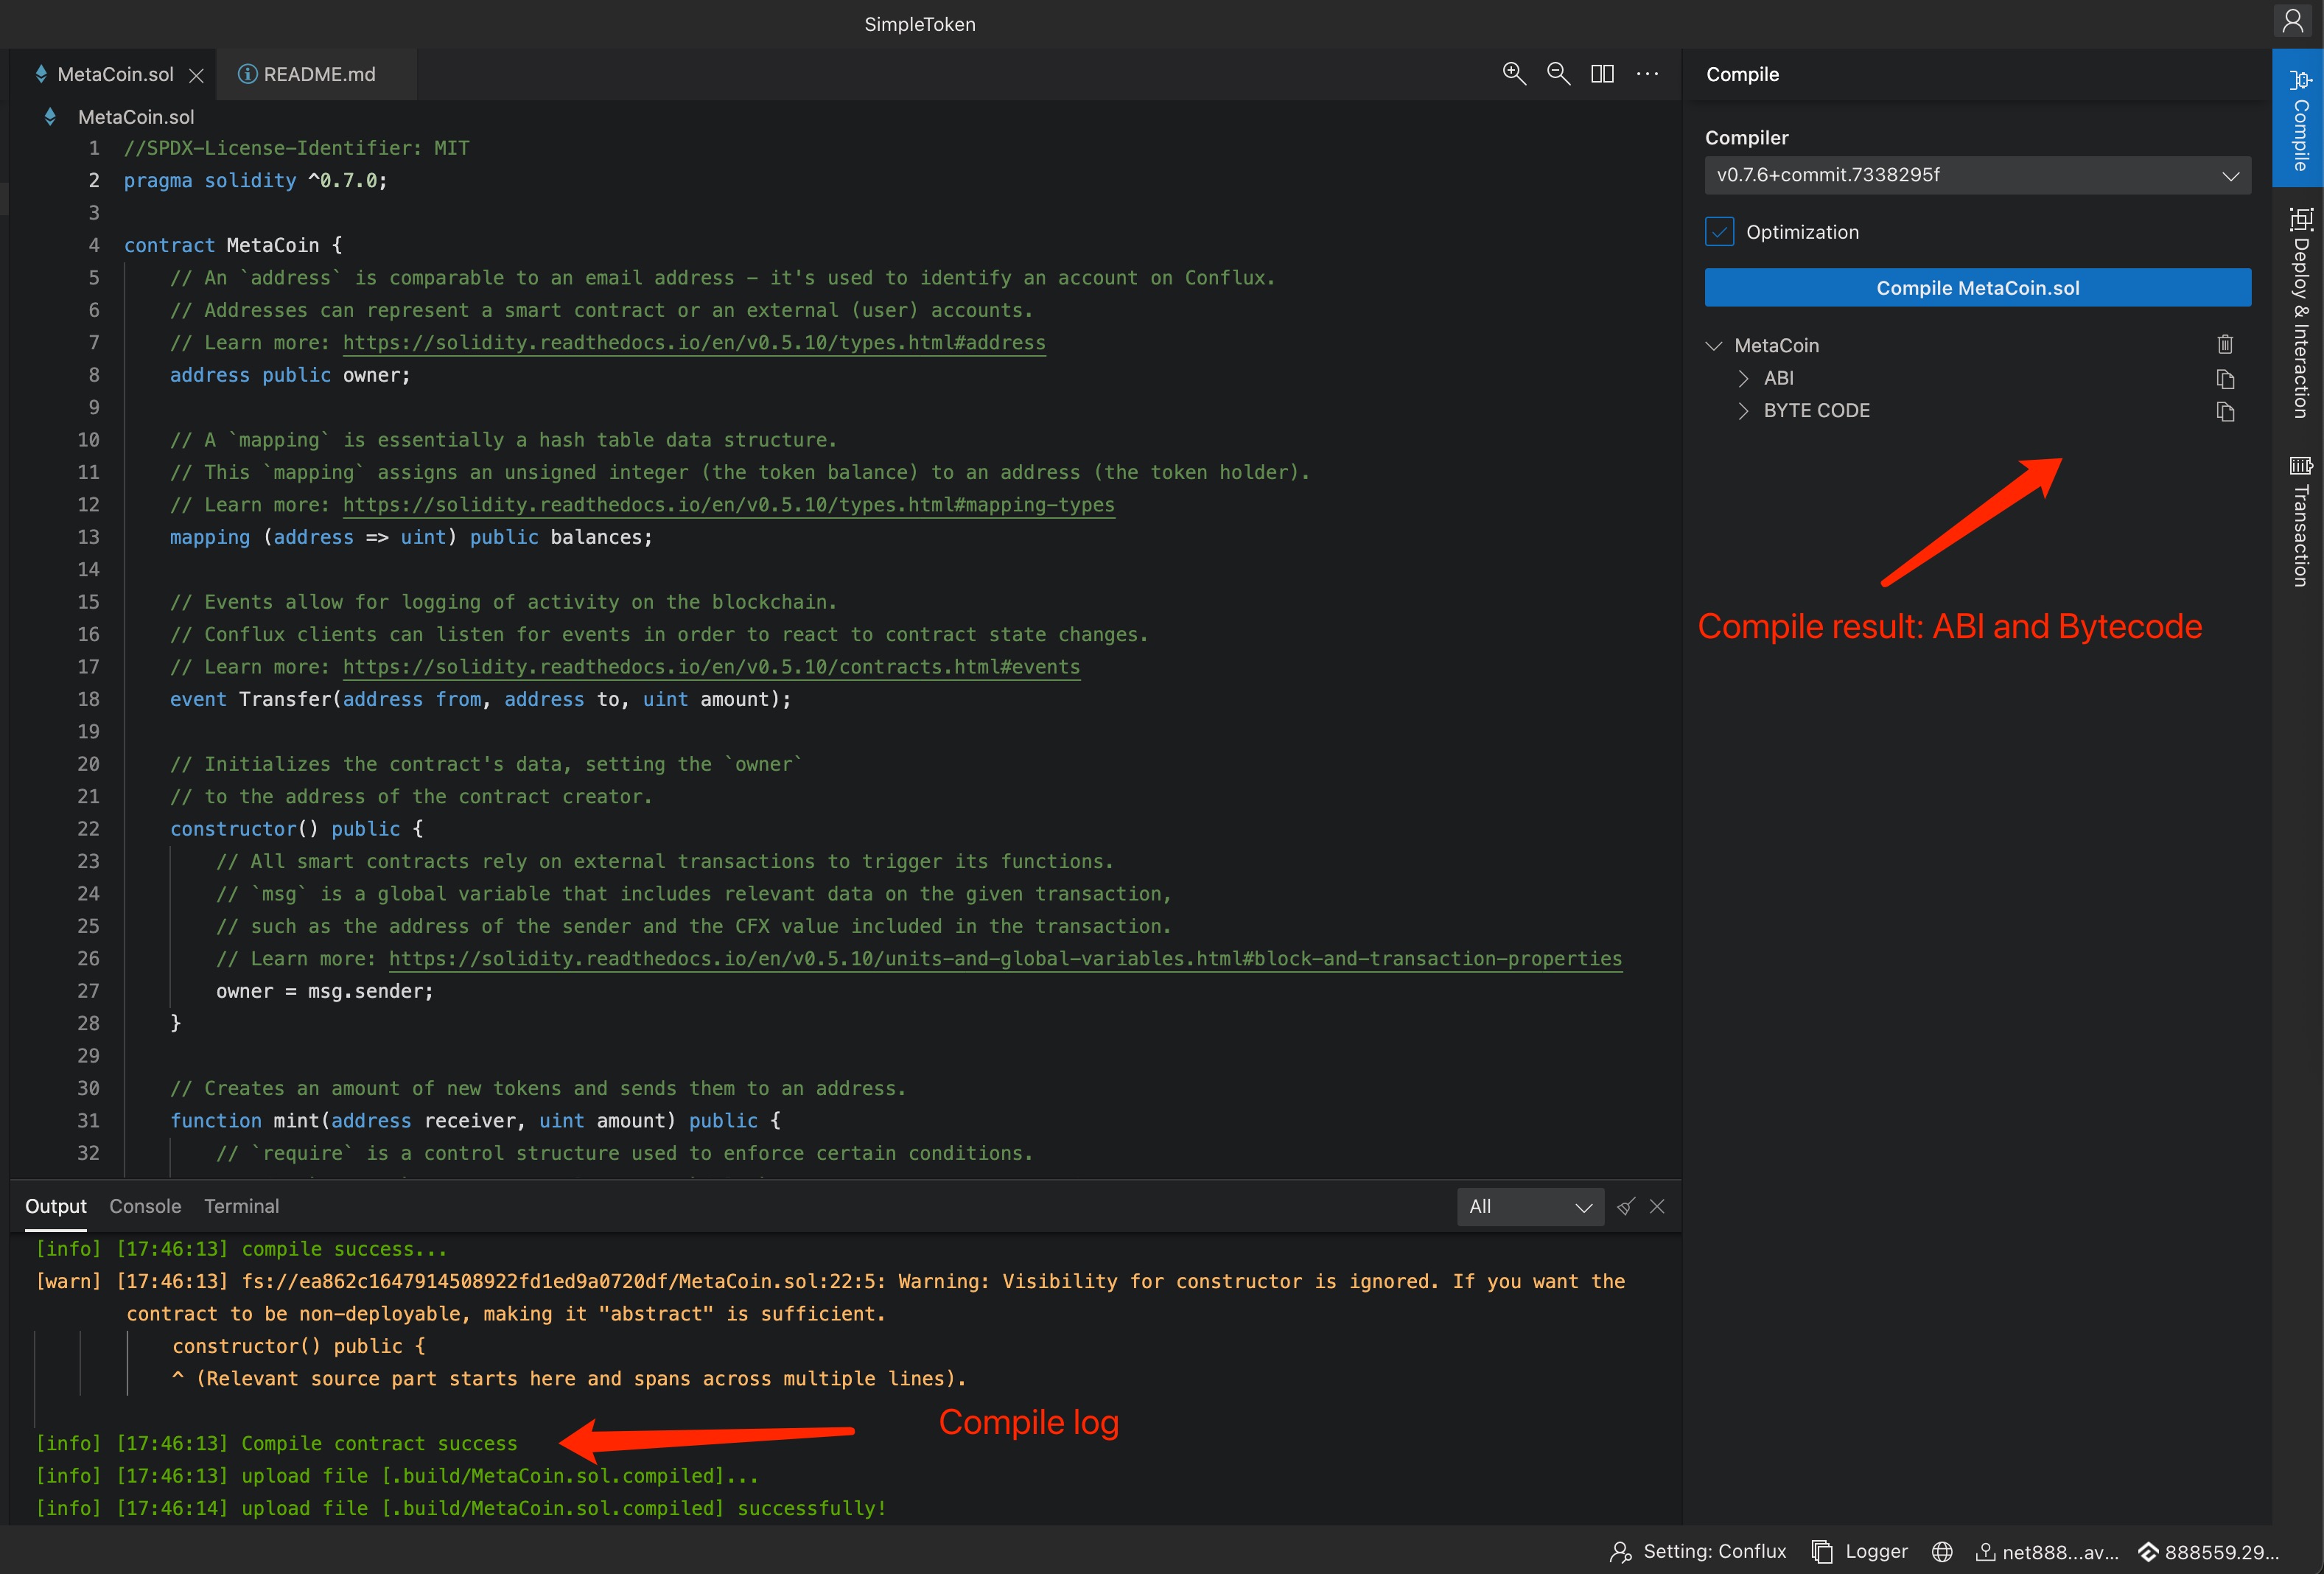 SimpleToken
MetaCoin.sol
README.md
MetaCoin.sol
1 //SPDX-License-Identifier: MIT
2 pragma solidity ^0.7.0;
3
4 contract MetaCoin {
5 // An `address` is comparable to an email address - it's used to identify an account on Conflux.
6 // Addresses can represent a smart contract or an external (user) accounts.
7 // Learn more: https://solidity.readthedocs.io/en/v0.5.10/types.html#address
8 address public owner;
9
10 // A `mapping` is essentially a hash table data structure.
11 // This `mapping` assigns an unsigned integer (the token balance) to an address (the token holder).
12 // Learn more: https://solidity.readthedocs.io/en/v0.5.10/types.html#mapping-types
13 mapping (address => uint) public balances;
14
15 // Events allow for logging of activity on the blockchain.
16 // Conflux clients can listen for events in order to react to contract state changes.
17 // Learn more: https://solidity.readthedocs.io/en/v0.5.10/contracts.html#events
18 event Transfer(address from, address to, uint amount);
19
20 // Initializes the contract's data, setting the `owner`
21 // to the address of the contract creator.
22 constructor() public {
23 // All smart contracts rely on external transactions to trigger its functions.
24 // `msg` is a global variable that includes relevant data on the given transaction,
25 // such as the address of the sender and the CFX value included in the transaction.
26 // Learn more: https://solidity.readthedocs.io/en/v0.5.10/units-and-global-variables.html#block-and-transaction-properties
27 owner = msg.sender;
28 }
29
30 // Creates an amount of new tokens and sends them to an address.
31 function mint(address receiver, uint amount) public {
32 // `require` is a control structure used to enforce certain conditions.
Output Console Terminal
All
[info] [17:46:13] compile success...
[warn] [17:46:13] fs://ea862c1647914508922fd1ed9a0720df/MetaCoin.sol:22:5: Warning: Visibility for constructor is ignored. If you want the
contract to be non-deployable, making it "abstract" is sufficient.
constructor() public {
^ (Relevant source part starts here and spans across multiple lines).
Compile log
[info] [17:46:13] Compile contract success
[info] [17:46:13] upload file [.build/MetaCoin.sol.compiled]...
[info] [17:46:14] upload file [.build/MetaCoin.sol.compiled] successfully!
Compile
Compiler
v0.7.6+commit.7338295f
Optimization
Compile MetaCoin.sol
MetaCoin
ABI
BYTE CODE
Compile result: ABI and Bytecode
Compile
Deploy & Interaction
Transaction
Setting: Conflux
Logger
net888...av...
888559.29...